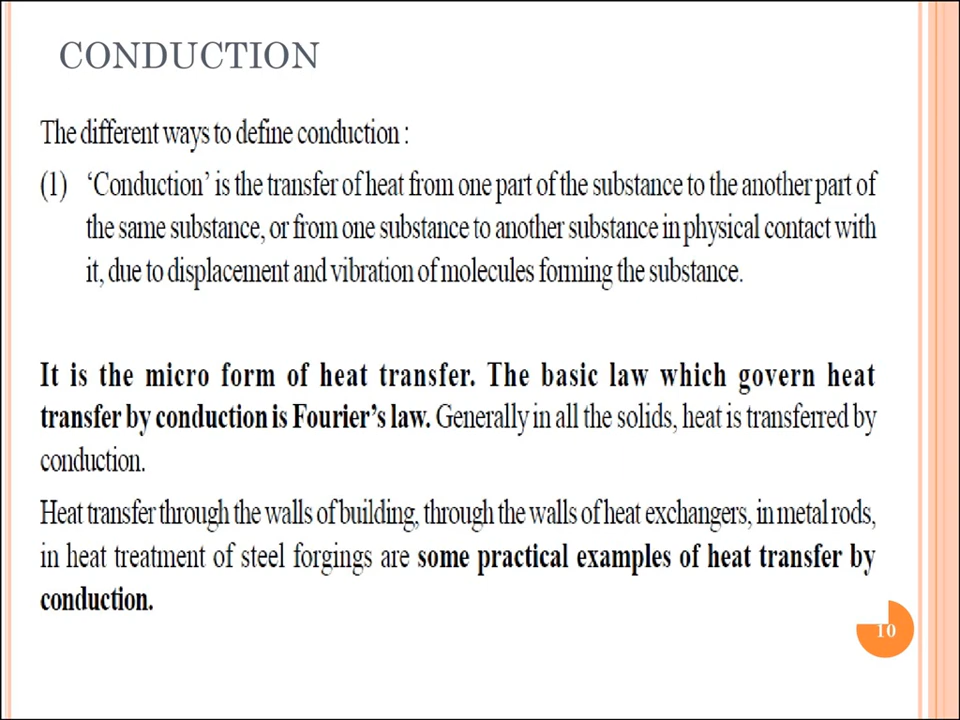 CONDUCTION
The different ways to define conduction :
(1) ‘Conduction’ is the transfer of heat from one part of the substance to the another part of
the same substance, or from one substance to another substance in physical contact with
it, due to displacement and vibration of molecules forming the substance.
It is the micro form of heat transfer. The basic law which govern heat
transfer by conduction is Fourier’s law. Generally in all the solids, heat is transferred by
conduction.
Heat transfer through the walls of building, through the walls of heat exchangers, in metal rods,
in heat treatment of steel forgings are some practical examples of heat transfer by
conduction.
10